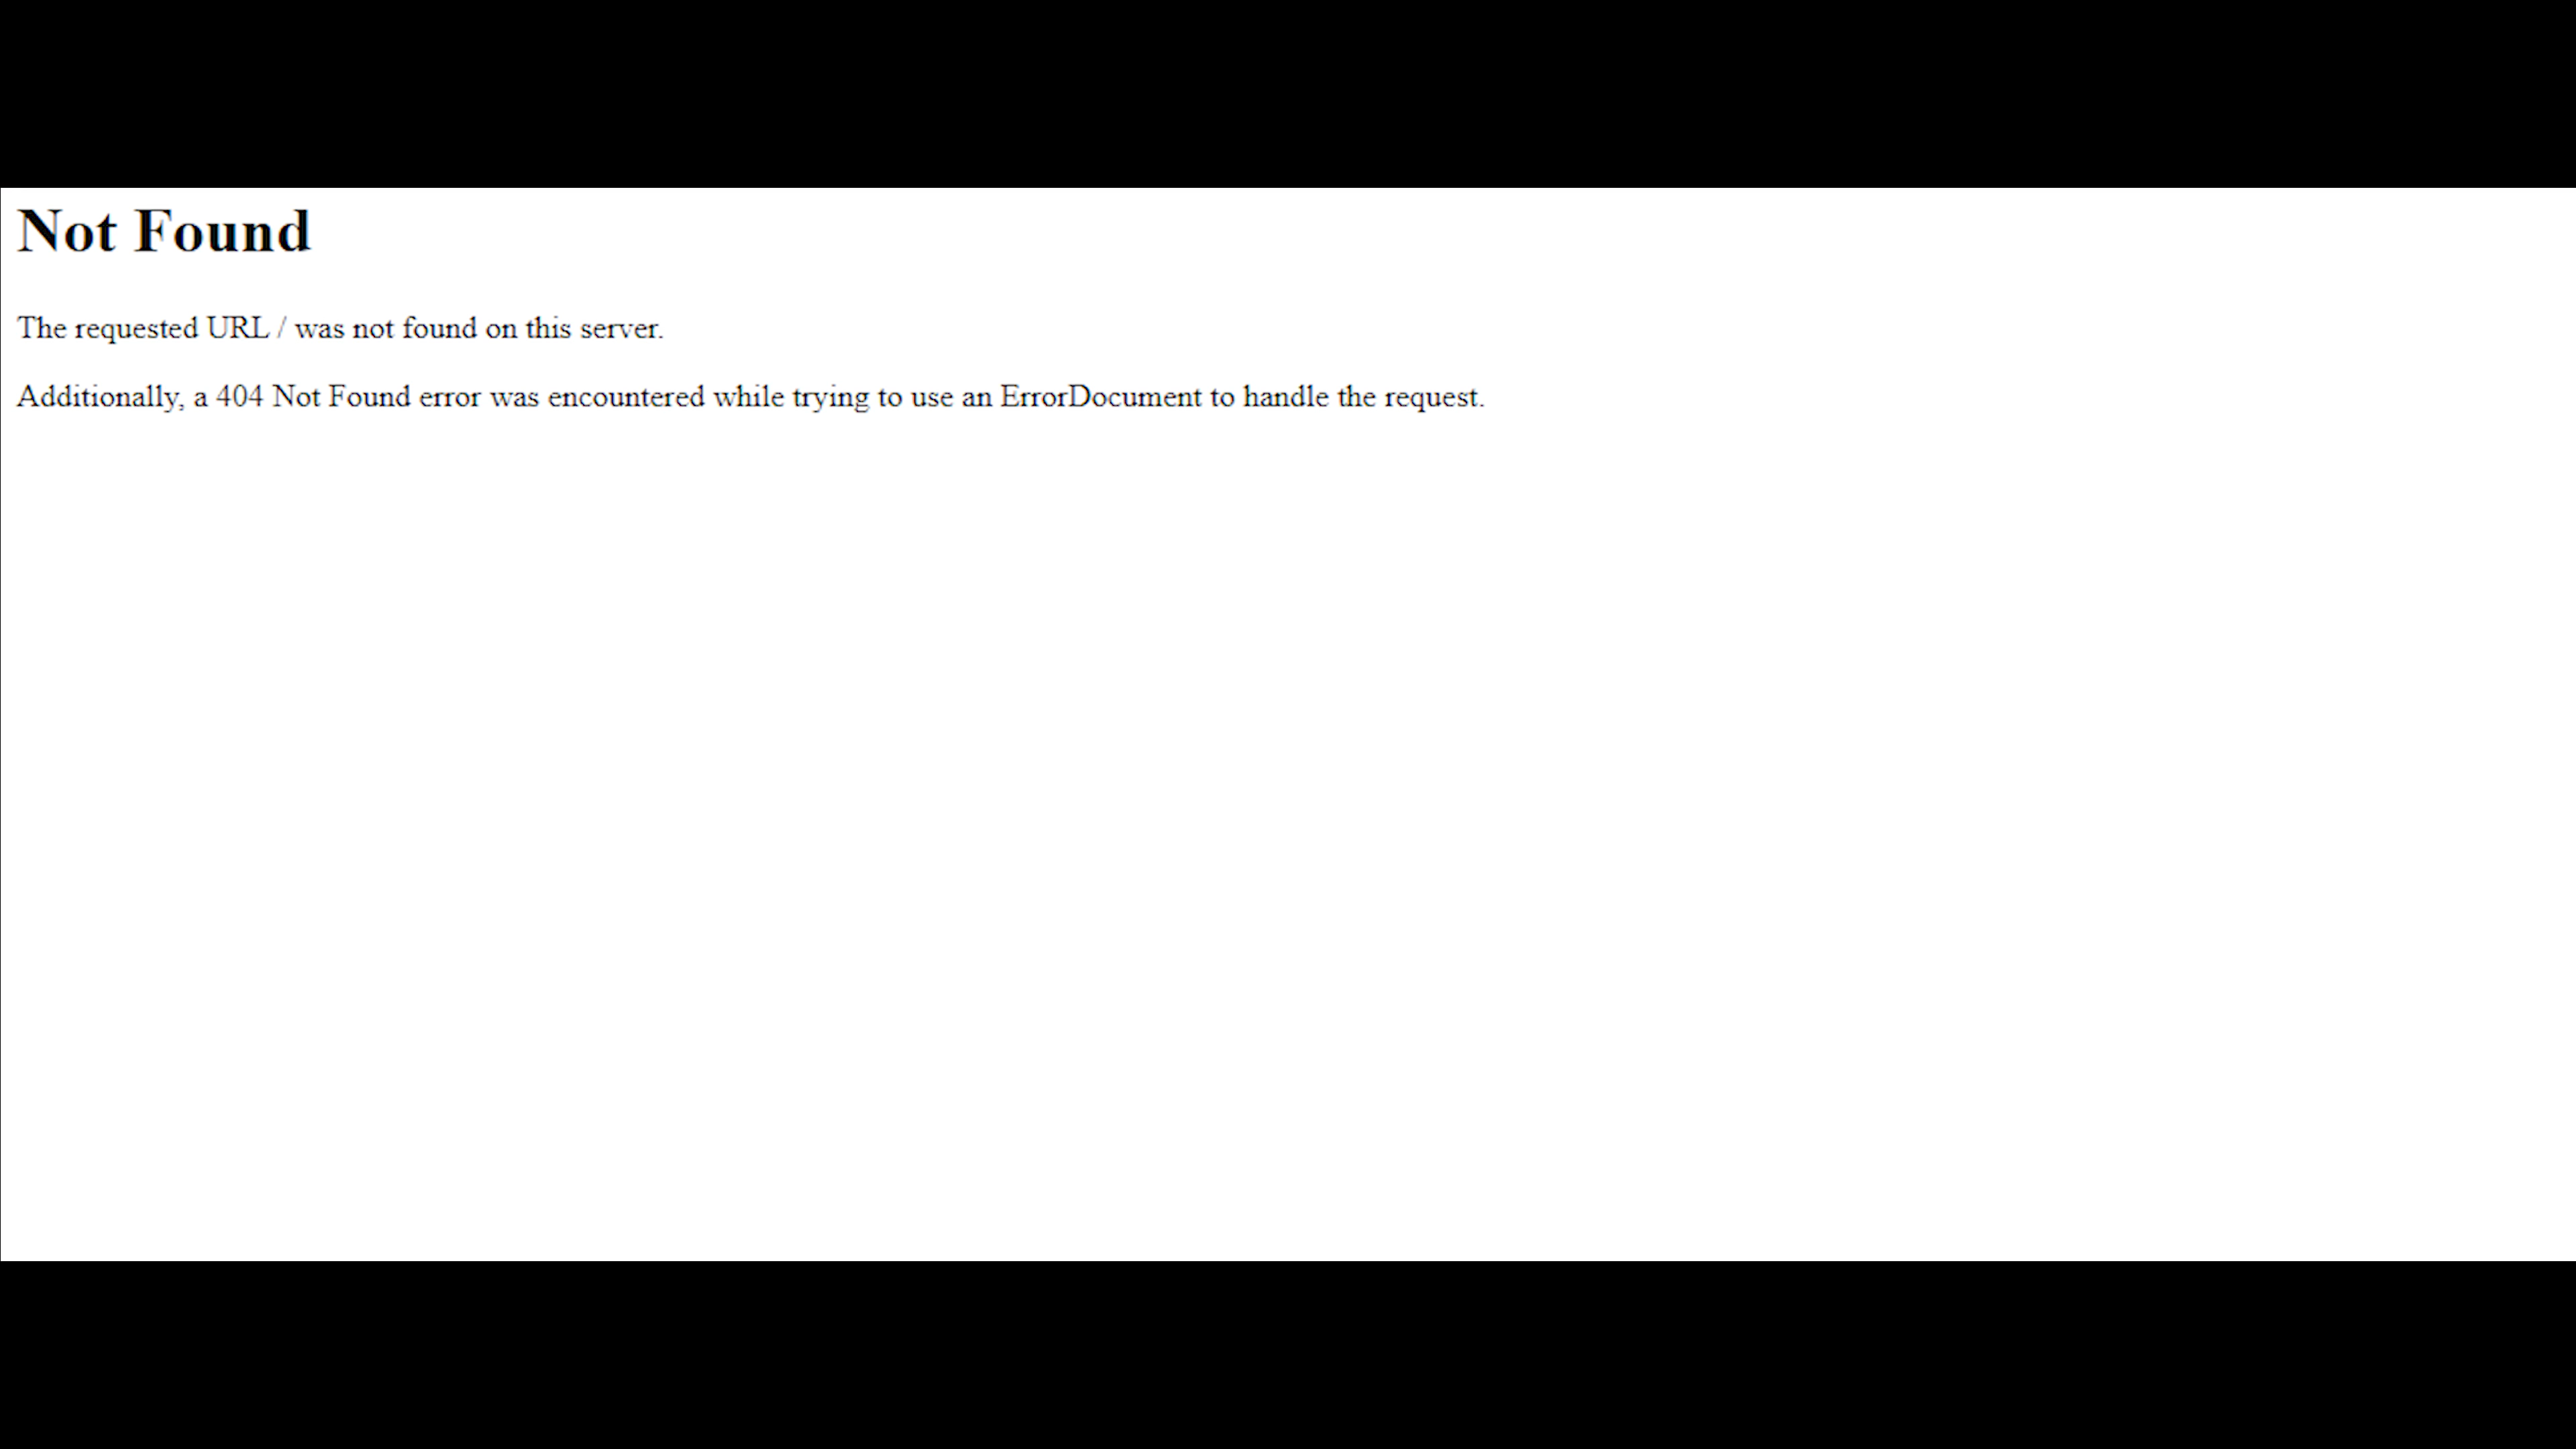 Not Found
The requested URL / was not found on this server.
Additionally, a 404 Not Found error was encountered while trying to use an ErrorDocument to handle the request.